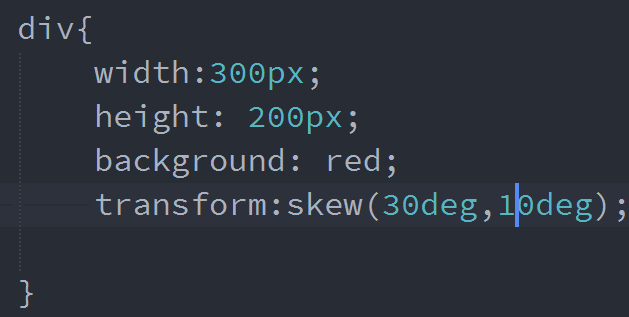 div{
width:300px;
height: 200px;
background: red;
transform:skew(30deg,10deg);
}